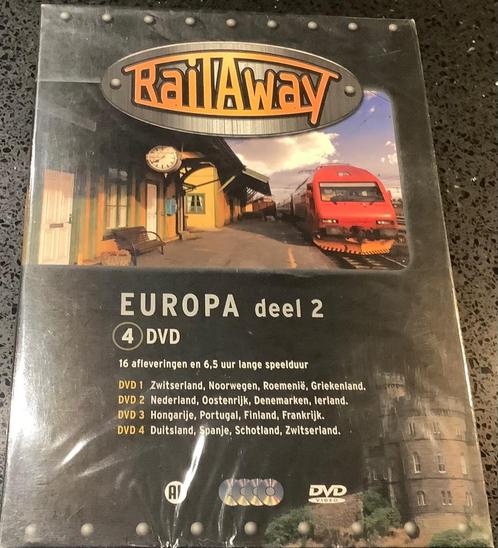 RailAway
EUROPA deel 2
4 DVD
16 afleveringen en 6,5 uur lange speelduur
DVD 1 Zwitserland, Noorwegen, Roemenië, Griekenland.
DVD 2 Nederland, Oostenrijk, Denemarken, Ierland.
DVD 3 Hongarije, Portugal, Finland, Frankrijk.
DVD 4 Duitsland, Spanje, Schotland, Zwitserland.
AL
DVD
VIDEO